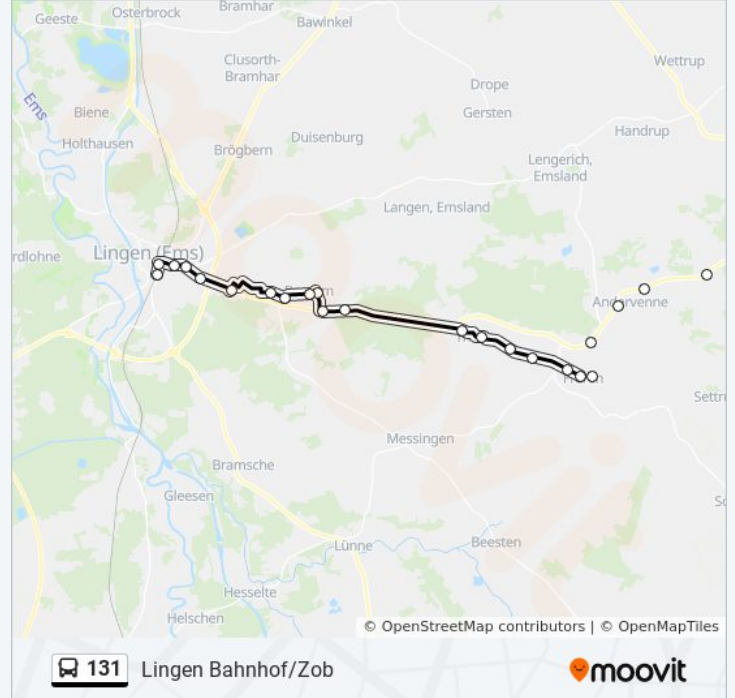 Geeste
Osterbrock
Bramhar
Bawinkel
Clusorth-
Bramhar
Wettrup
Drope
Gersten
Ems
Biene
Holthausen
Duisenburg
Handrup
Brögbern
Lengerich,
Emsland
Langen, Emsland
Lingen (Ems)
rdlohne
Andervenne
Settru
Messingen
Bramsche
Gleesen
Lünne
Beesten
Hesselte
Helschen
© OpenStreetMap contributors | © OpenMapTiles
131 Lingen Bahnhof/Zob
moovit